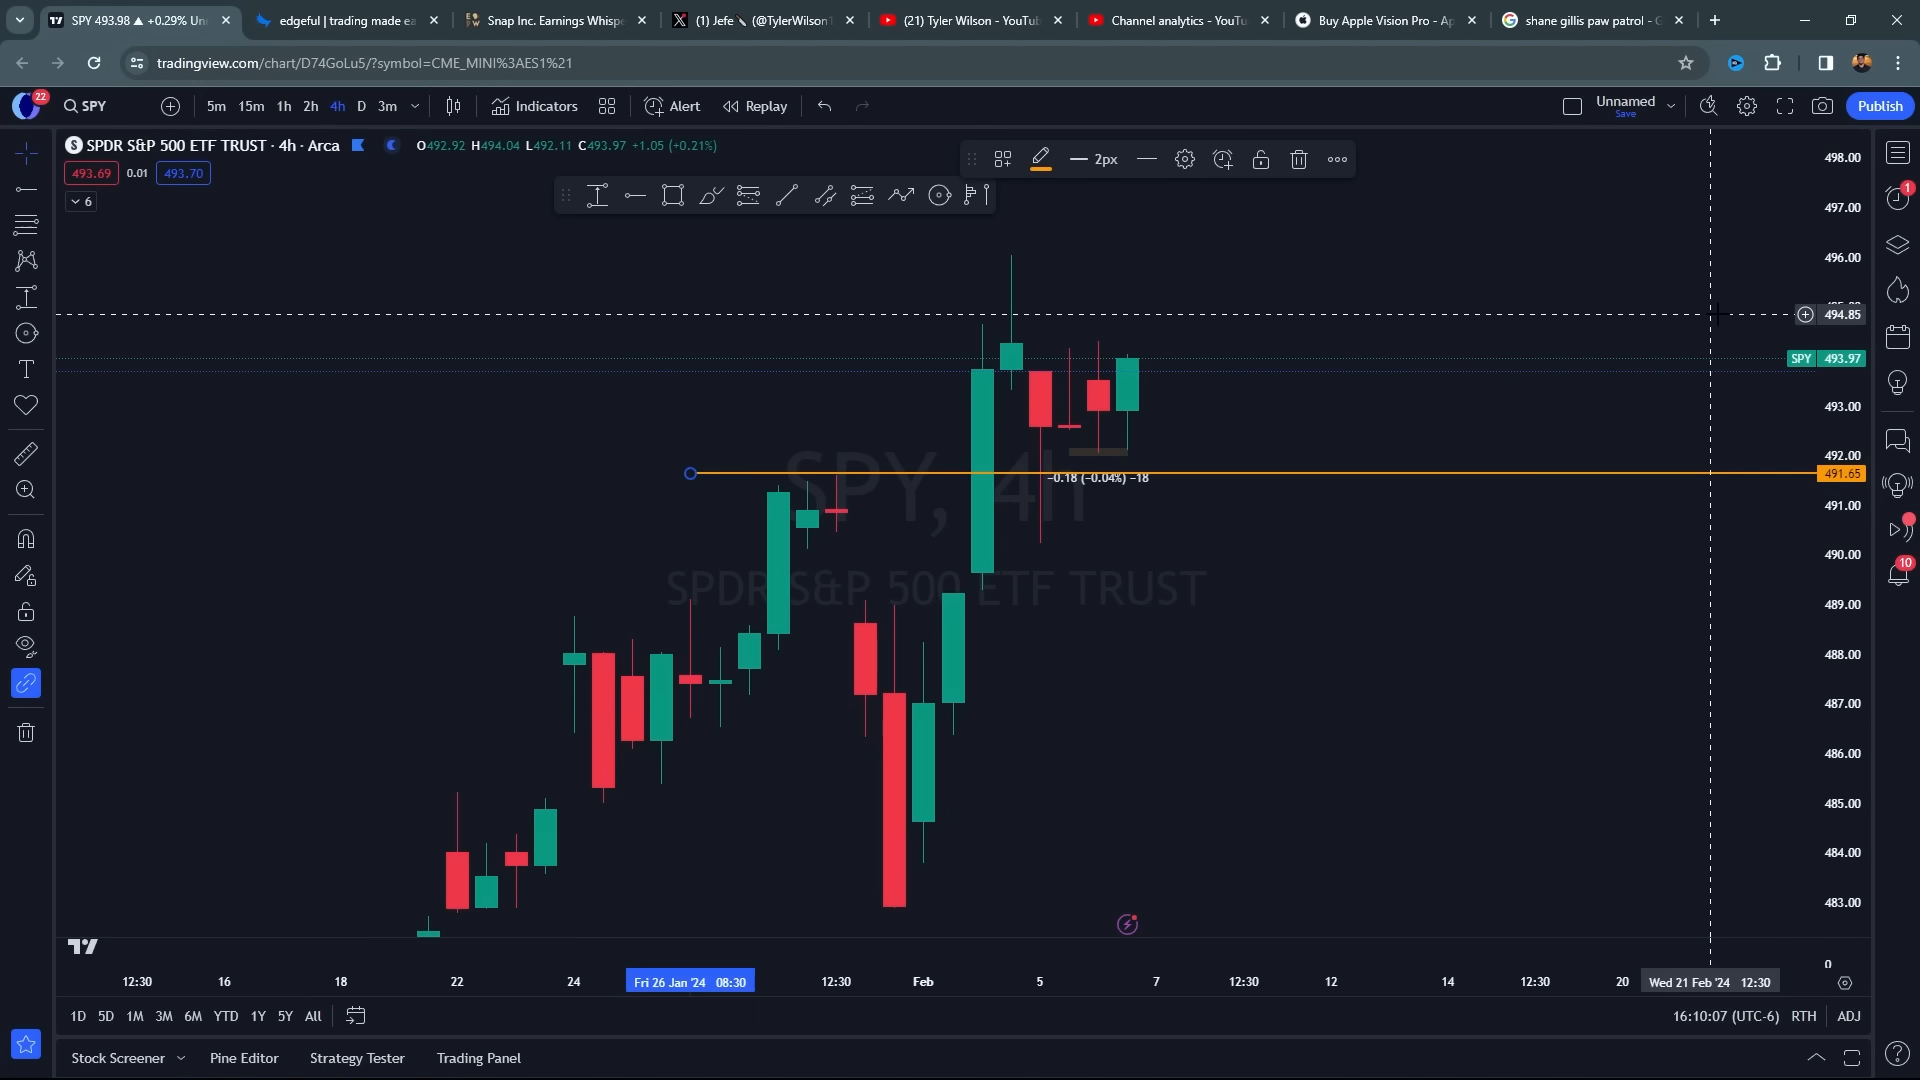 SPY 493.98 ▲ +0.29% Un
edgeful | trading made ea
Snap Inc. Earnings Whispe
(1) Jefe (@TylerWilson1
(21) Tyler Wilson - YouTub
Channel analytics - YouTu
Buy Apple Vision Pro - Ap
shane gillis paw patrol - G
tradingview.com/chart/D74GoLu5/?symbol=CME_MINI%3AES1%21
22
SPY
5m 15m 1h 2h 4h D 3m
Indicators
Alert
Replay
Unnamed
Save
Publish
S SPDR S&P 500 ETF TRUST · 4h · Arca
O492.92 H494.04 L492.11 C493.97 +1.05 (+0.21%)
493.69 0.01 493.70
6
2px
498.00
497.00
496.00
494.85
SPY 493.97
493.00
492.00
491.65
491.00
490.00
489.00
488.00
487.00
486.00
485.00
484.00
483.00
0
−0.18 (−0.04%) −18
SPY, 4h
SPDR S&P 500 ETF TRUST
1
10
12:30 16 18 22 24 Fri 26 Jan '24 08:30 12:30 Feb 5 7 12:30 12 14 12:30 20 Wed 21 Feb '24 12:30
1D 5D 1M 3M 6M YTD 1Y 5Y All
16:10:07 (UTC-6) RTH ADJ
Stock Screener Pine Editor Strategy Tester Trading Panel